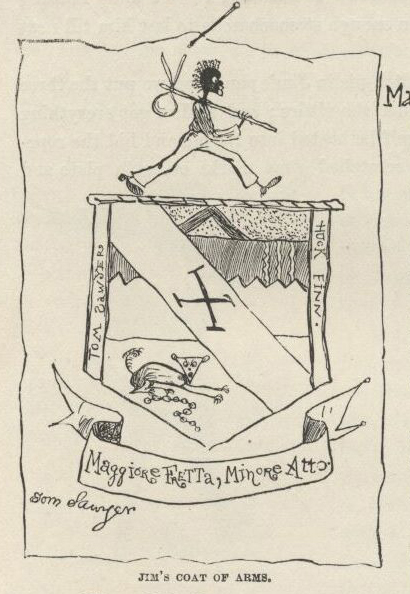 Ma
TOM SAWYER
HUCK FINN.
Maggiore Fretta, Minore Atto
Tom Sawyer
JIM'S COAT OF ARMS.